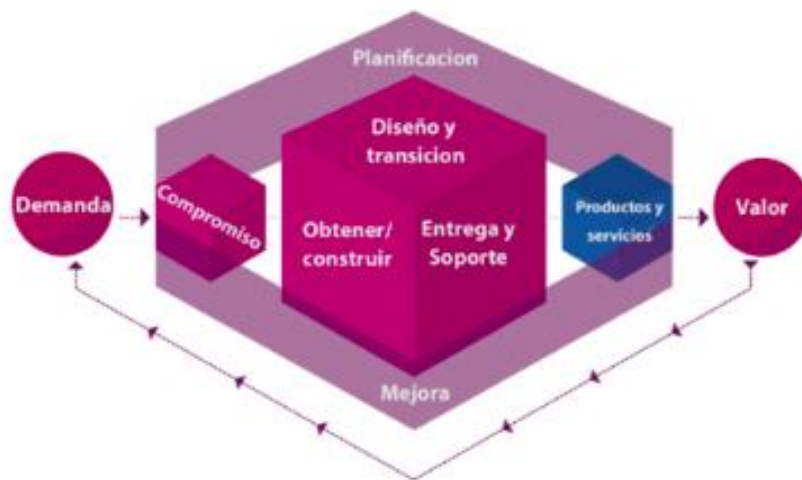 Planificacion
Diseño y
transicion
Demanda
Compromiso
Obtener/
construir
Entrega y
Soporte
Productos y
servicios
Valor
Mejora